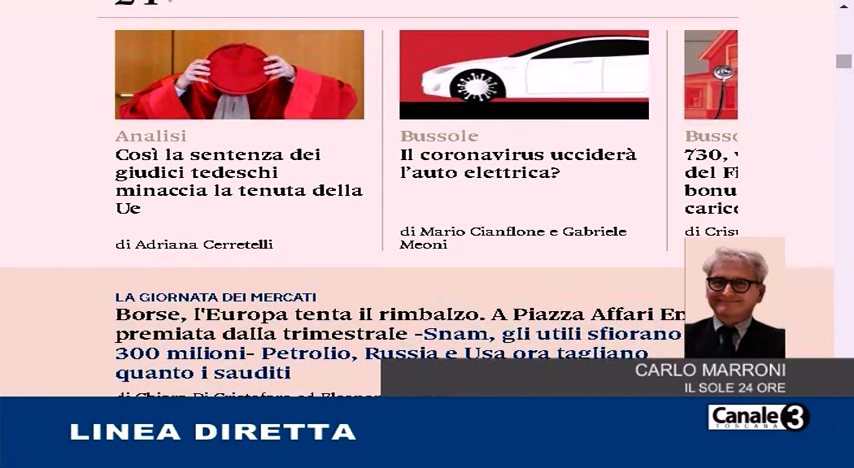 Analisi
Così la sentenza dei
giudici tedeschi
minaccia la tenuta della
Ue
di Adriana Cerretelli
Bussole
Il coronavirus ucciderà
l'auto elettrica?
di Mario Cianflone e Gabriele
Meoni
730,
del
bonu
caric
di
LA GIORNATA DEI MERCATI
Borse, l'Europa tenta il rimbalzo. A Piazza Affari
premiata dalla trimestrale -Snam, gli utili sfiorano
300 milioni- Petrolio, Russia e Usa ora tagliano
quanto i sauditi
CARLO MARRONI
IL SOLE 24 ORE
LINEA DIRETTA
Canale 3
TOSCANA